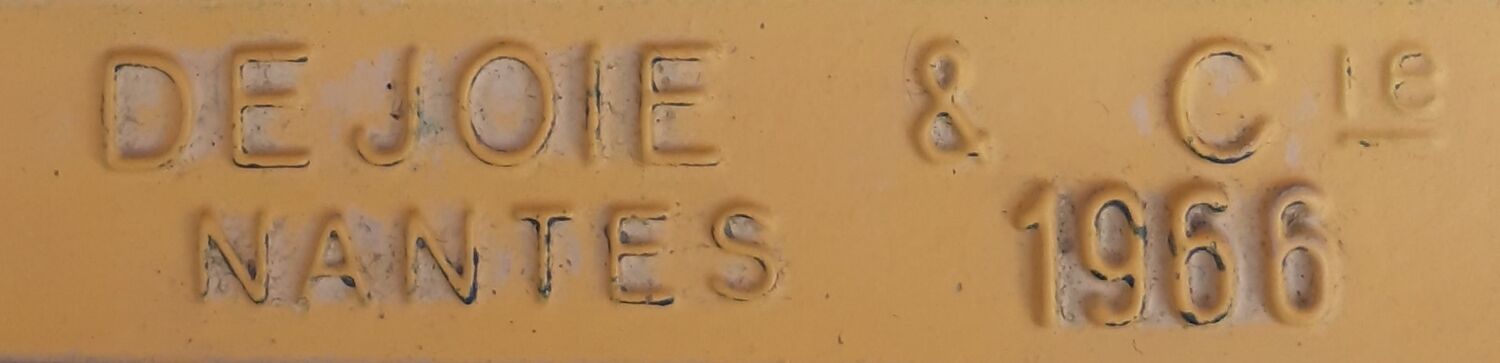 DEJOIE & Cie
NANTES 1966